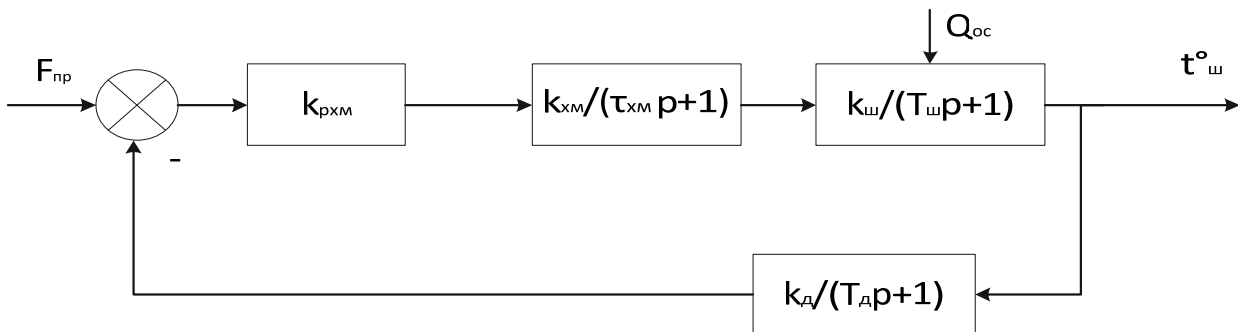 Qос
Fпр
t°ш
kрхм
kхм/(τхм p+1)
kш/(Tшp+1)
-
kд/(Tдp+1)